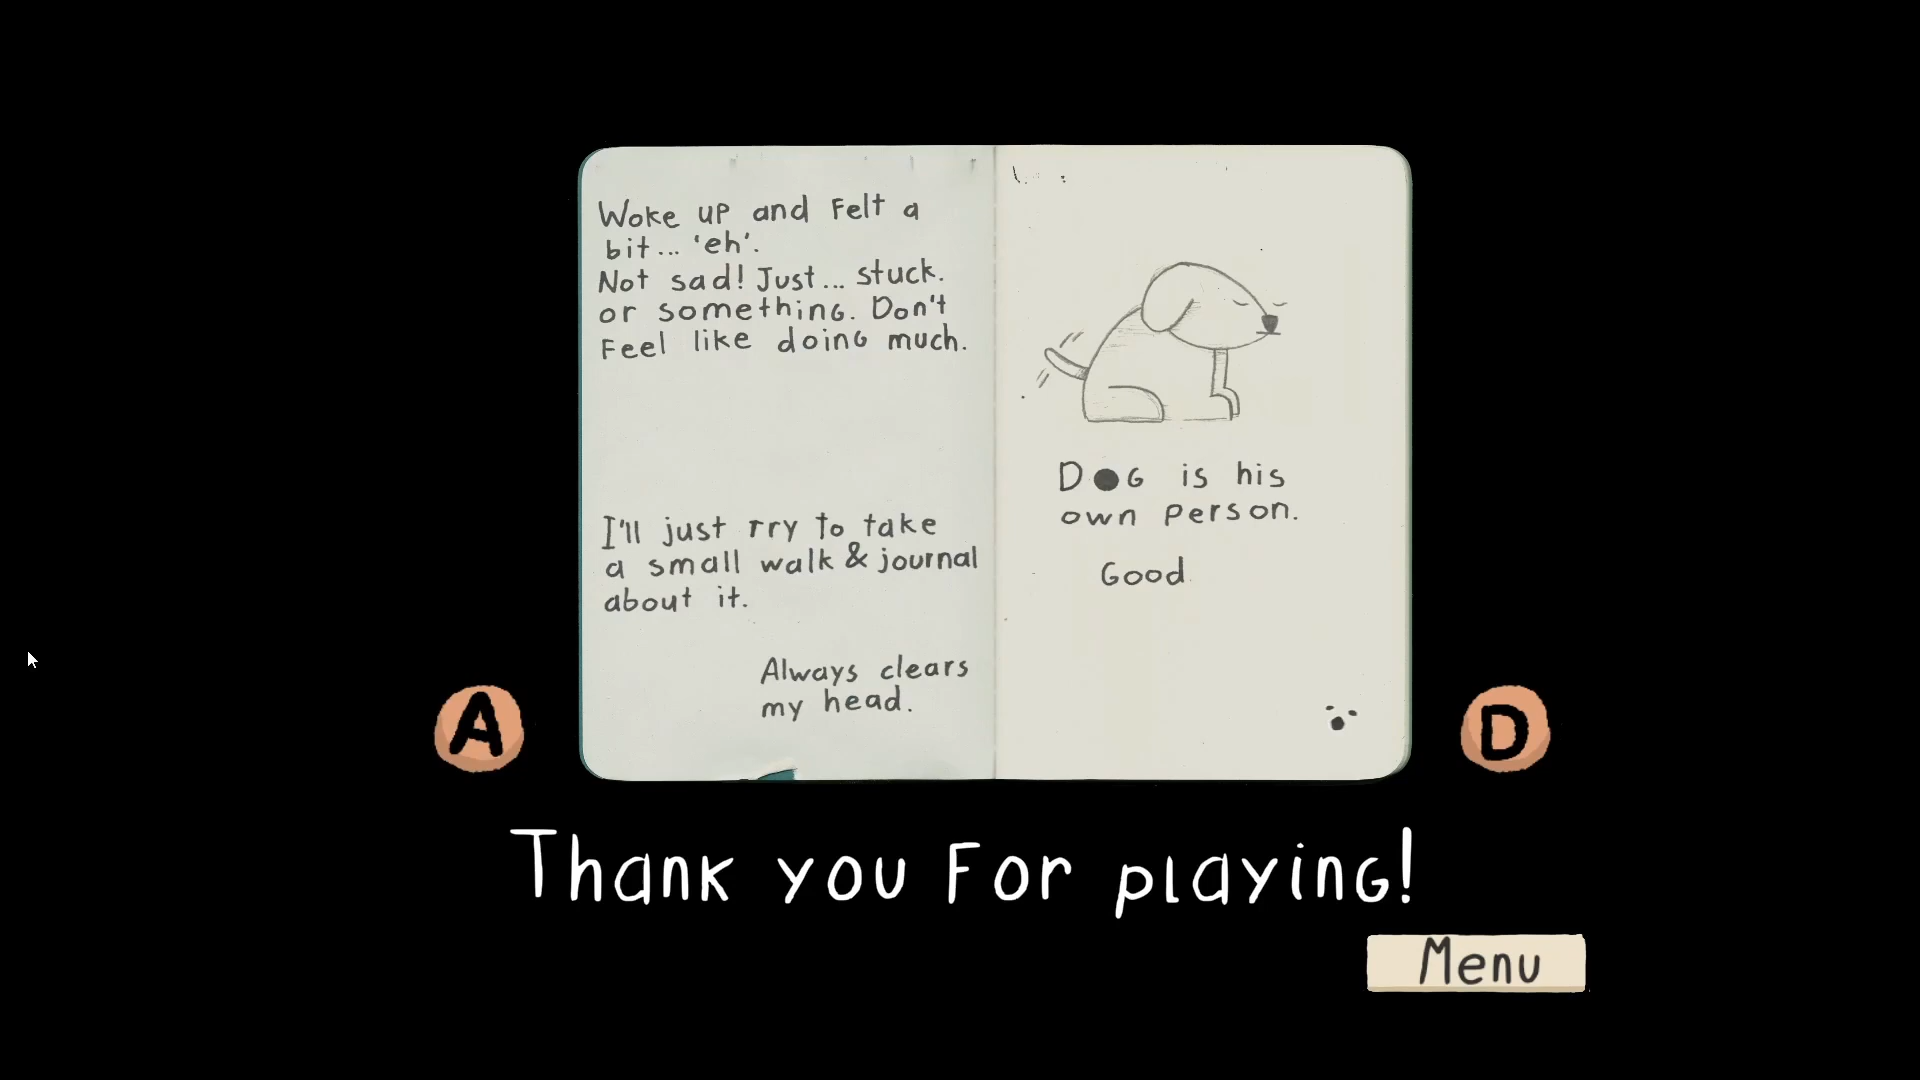 Woke up and Felt a
bit... 'eh'.
Not sad! Just... stuck.
or something. Don't
Feel like doing much.
I'll just try to take
a small walk & journal
about it.
Always clears
my head.
D●G is his
own person.
Good
A
D
Thank you For playing!
Menu